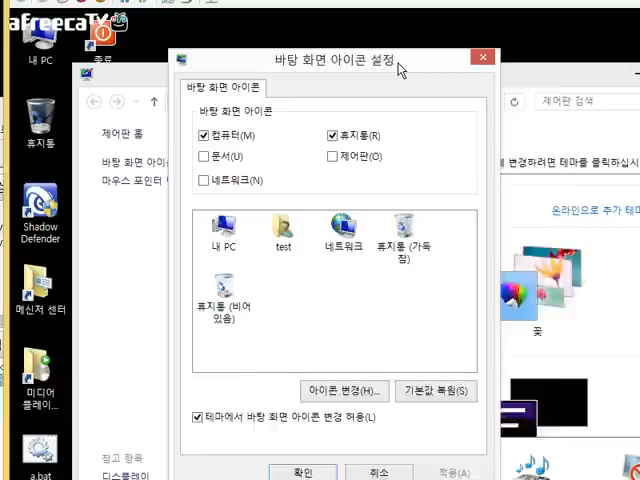 afreecaTV
내 PC
종료
휴지통
Shadow
Defender
메신저 센터
미디어
플레이...
a.bat
제어판 홈
바탕 화면 아이콘
마우스 포인터
참고 항목
디스플레이
바탕 화면 아이콘 설정
바탕 화면 아이콘
바탕 화면 아이콘
컴퓨터(M)
휴지통(R)
문서(U)
제어판(O)
네트워크(N)
내 PC
test
네트워크
휴지통 (가득
참)
휴지통 (비어
있음)
아이콘 변경(H)...
기본값 복원(S)
테마에서 바탕 화면 아이콘 변경 허용(L)
확인
취소
적용(A)
제어판 검색
변경하려면 테마를 클릭하십시
온라인으로 추가 테마
꽃